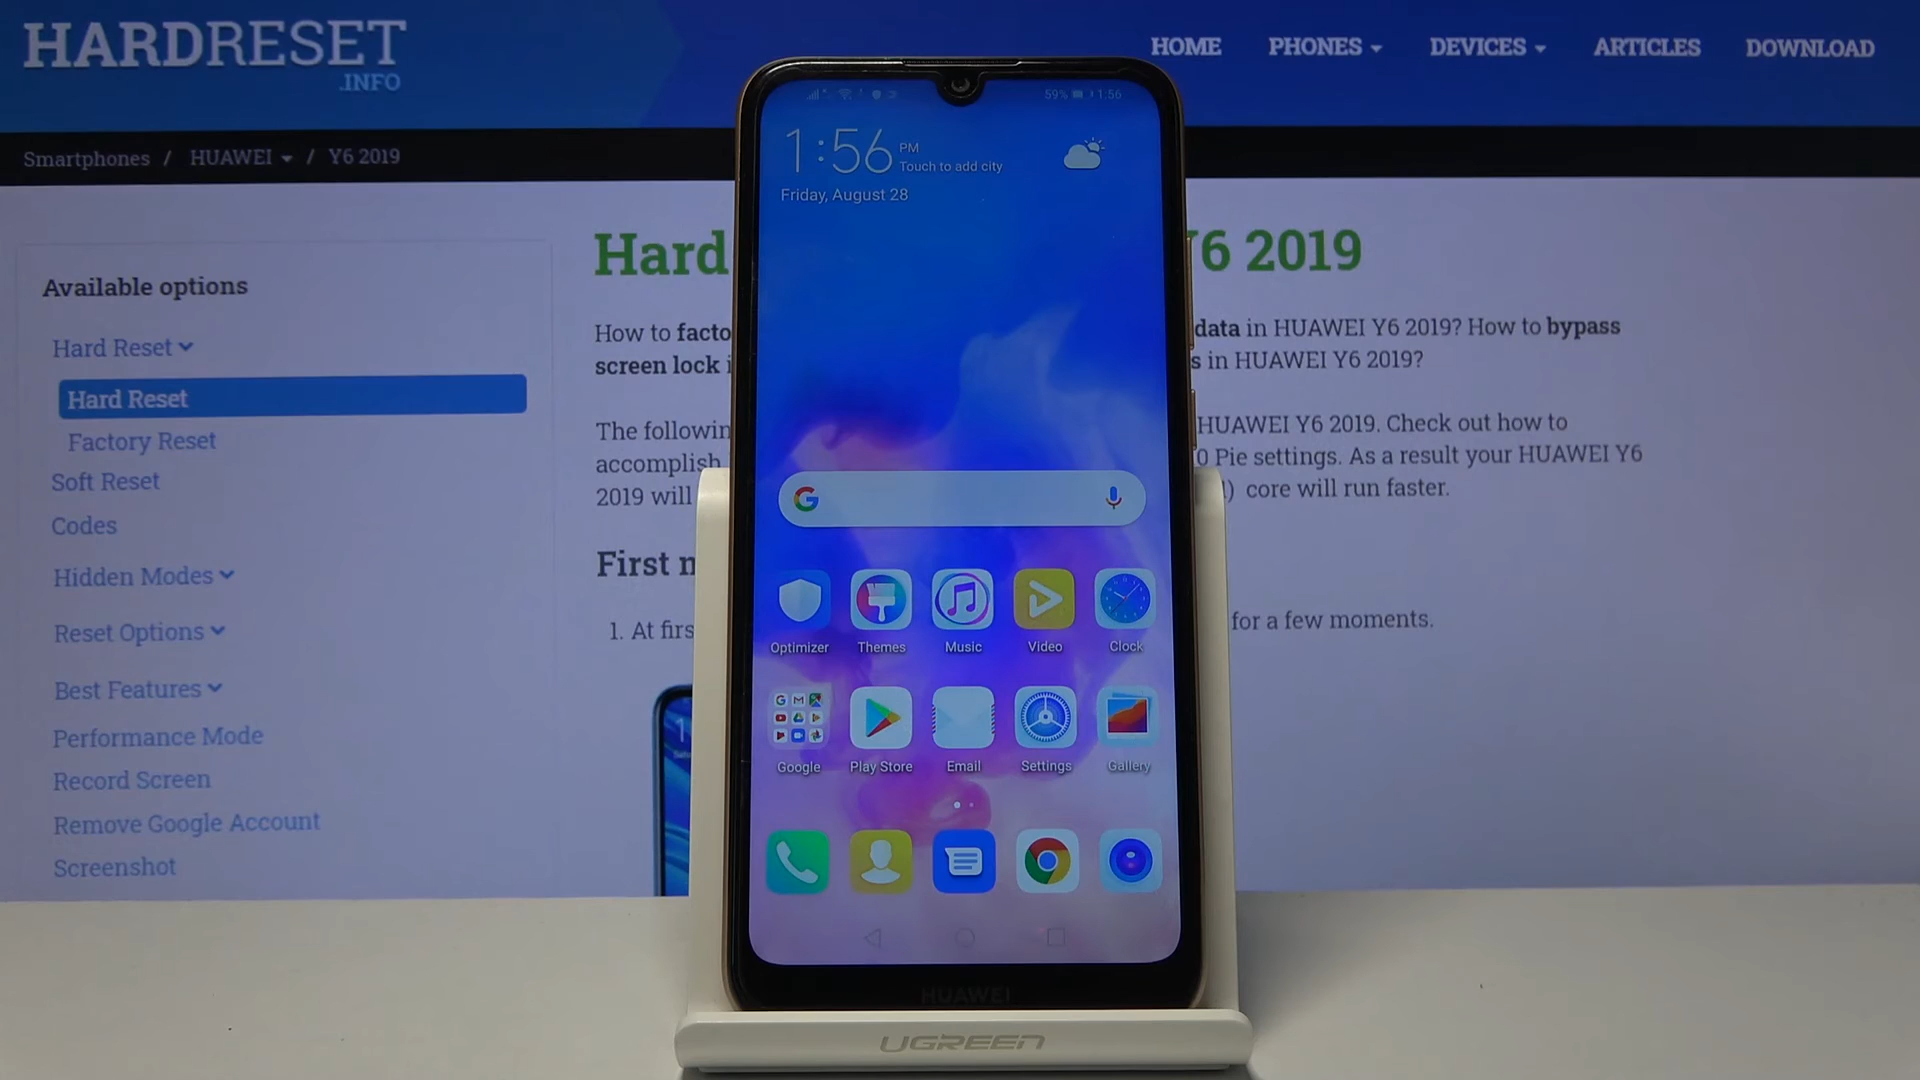 HARDRESET
.INFO
HOME PHONES DEVICES ARTICLES DOWNLOAD
Smartphones / HUAWEI / Y6 2019
Available options
Hard Reset
Hard Reset
Factory Reset
Soft Reset
Codes
Hidden Modes
Reset Options
Best Features
Performance Mode
Record Screen
Remove Google Account
Screenshot
Hard Y6 2019
How to facto data in HUAWEI Y6 2019? How to bypass
screen lock i s in HUAWEI Y6 2019?
The followin HUAWEI Y6 2019. Check out how to
accomplish 0 Pie settings. As a result your HUAWEI Y6
2019 will ) core will run faster.
First
1. At firs for a few moments.
59% 1:56
1:56 PM
Touch to add city
Friday, August 28
Optimizer Themes Music Video Clock
Google Play Store Email Settings Gallery
HUAWEI
UGREEN